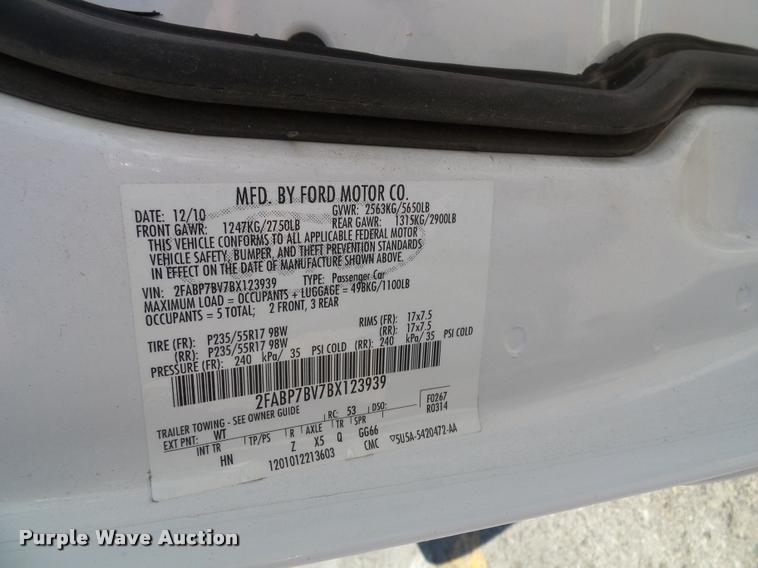 MFD. BY FORD MOTOR CO.
DATE: 12/10 GVWR: 2563KG/5650LB
FRONT GAWR: 1247KG/2750LB REAR GAWR: 1315KG/2900LB
THIS VEHICLE CONFORMS TO ALL APPLICABLE FEDERAL MOTOR
VEHICLE SAFETY, BUMPER, AND THEFT PREVENTION STANDARDS
IN EFFECT ON THE DATE OF MANUFACTURE SHOWN ABOVE.
VIN: 2FABP7BV7BX123939 TYPE: Passenger Car
MAXIMUM LOAD = OCCUPANTS + LUGGAGE = 498KG/1100LB
OCCUPANTS = 5 TOTAL; 2 FRONT, 3 REAR
TIRE (FR): P235/55R17 98W RIMS (FR): 17x7.5
(RR): P235/55R17 98W (RR): 17x7.5
PRESSURE (FR): 240 kPa/ 35 PSI COLD (RR): 240 kPa/ 35 PSI COLD
2FABP7BV7BX123939
TRAILER TOWING - SEE OWNER GUIDE RC: 53 DSO: F0267
EXT PNT: WT R AXLE TR SPR R0314
INT TR TP/PS Z X5 Q GG66
HN 1201012213603 CMC 5U5A-5420472-AA
Purple Wave Auction